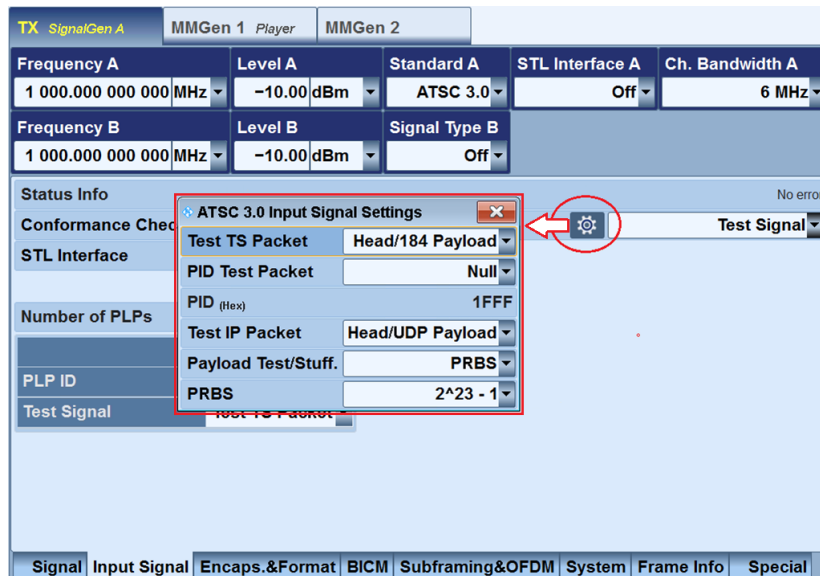 TX SignalGen A MMGen 1 Player MMGen 2
Frequency A Level A Standard A STL Interface A Ch. Bandwidth A
1 000.000 000 000 MHz −10.00 dBm ATSC 3.0 Off 6 MHz
Frequency B Level B Signal Type B
1 000.000 000 000 MHz −10.00 dBm Off
Status Info No erro
Conformance Chec Test Signal
STL Interface
Number of PLPs
PLP ID
Test Signal Test TS Packet
ATSC 3.0 Input Signal Settings
Test TS Packet Head/184 Payload
PID Test Packet Null
PID (Hex) 1FFF
Test IP Packet Head/UDP Payload
Payload Test/Stuff. PRBS
PRBS 2^23 - 1
Signal Input Signal Encaps.&Format BICM Subframing&OFDM System Frame Info Special